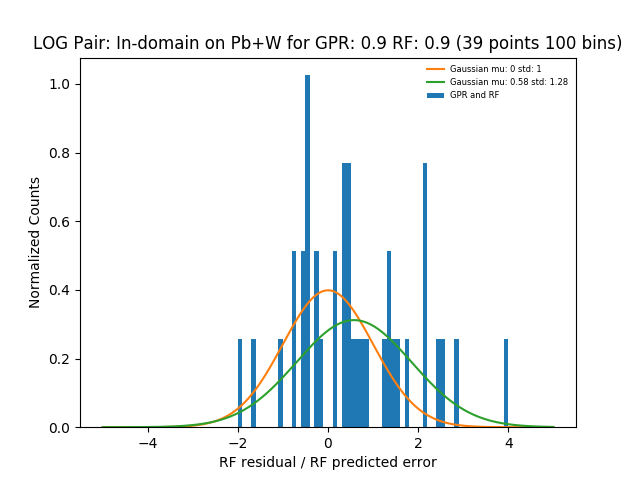 LOG Pair: In-domain on Pb+W for GPR: 0.9 RF: 0.9 (39 points 100 bins)
Gaussian mu: 0 std: 1
Gaussian mu: 0.58 std: 1.28
GPR and RF
Normalized Counts
1.0
0.8
0.6
0.4
0.2
0.0
−4 −2 0 2 4
RF residual / RF predicted error